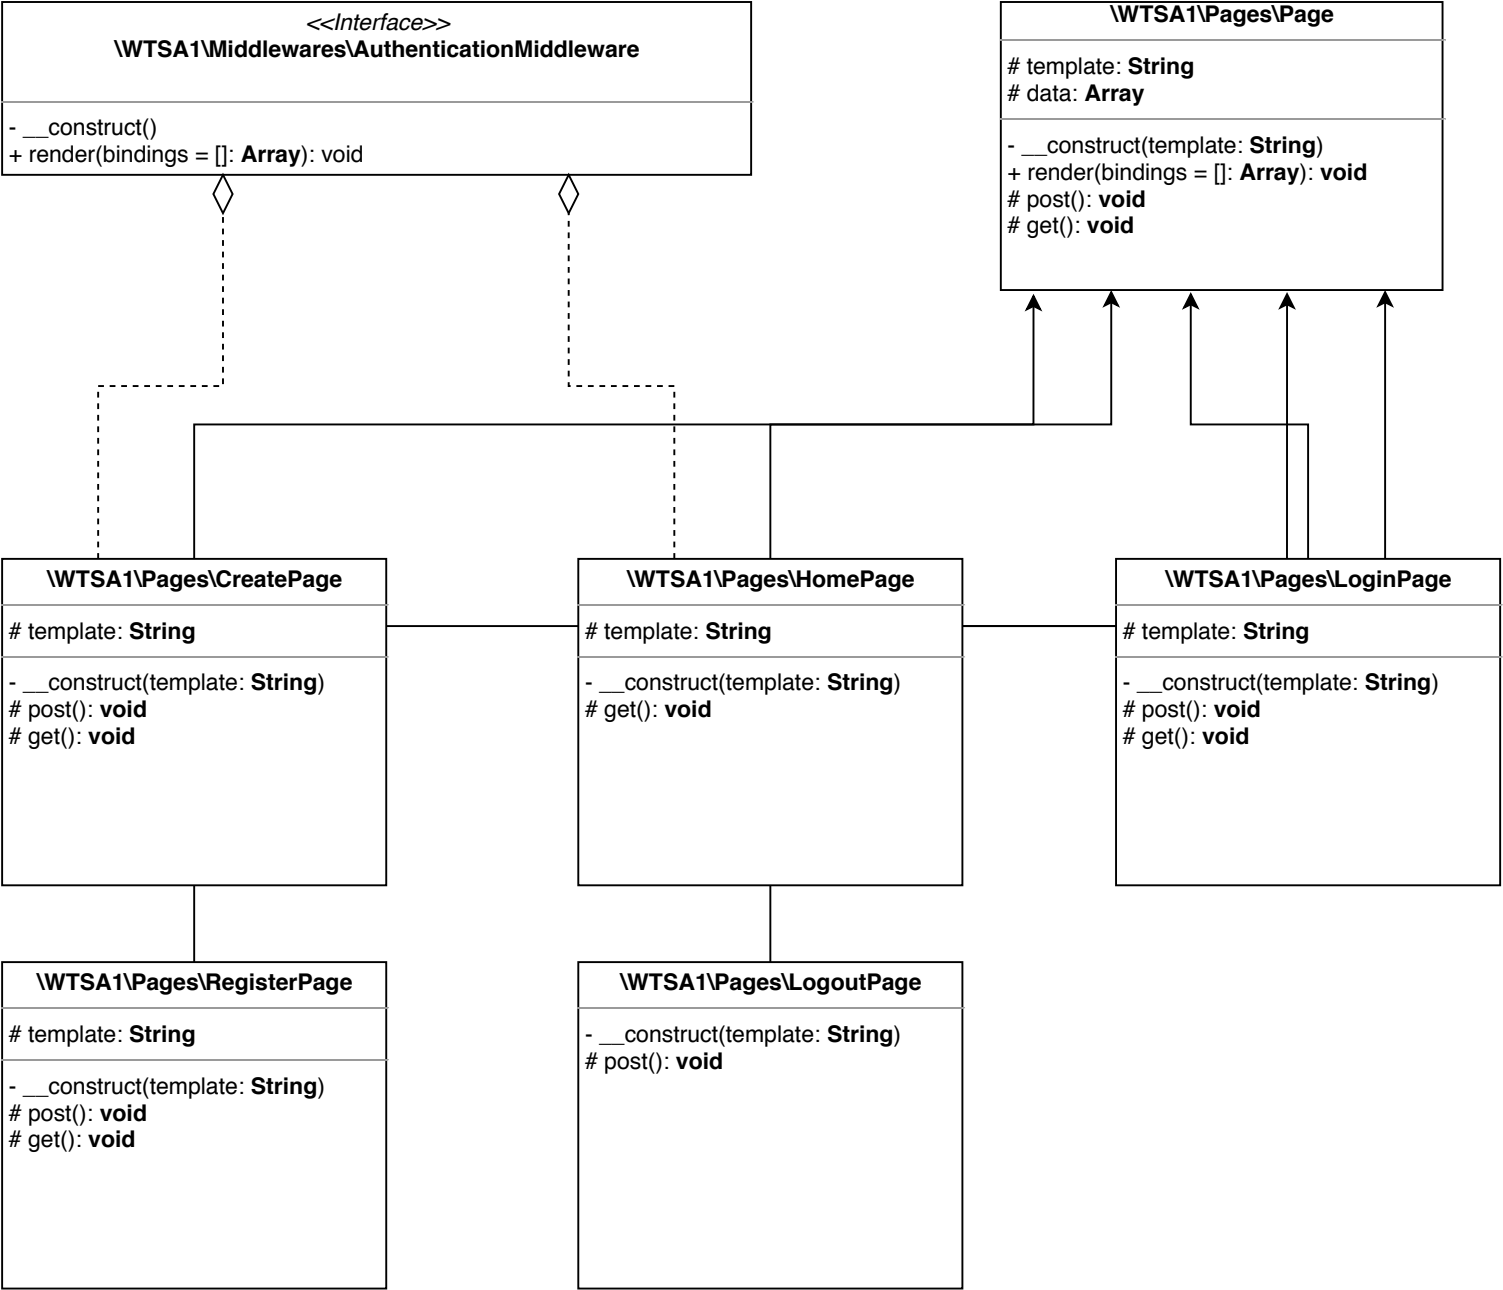 <<Interface>>
\WTSA1\Middlewares\AuthenticationMiddleware
- __construct()
+ render(bindings = []: Array): void
\WTSA1\Pages\Page
# template: String
# data: Array
- __construct(template: String)
+ render(bindings = []: Array): void
# post(): void
# get(): void
\WTSA1\Pages\CreatePage
# template: String
- __construct(template: String)
# post(): void
# get(): void
\WTSA1\Pages\HomePage
# template: String
- __construct(template: String)
# get(): void
\WTSA1\Pages\LoginPage
# template: String
- __construct(template: String)
# post(): void
# get(): void
\WTSA1\Pages\RegisterPage
# template: String
- __construct(template: String)
# post(): void
# get(): void
\WTSA1\Pages\LogoutPage
- __construct(template: String)
# post(): void